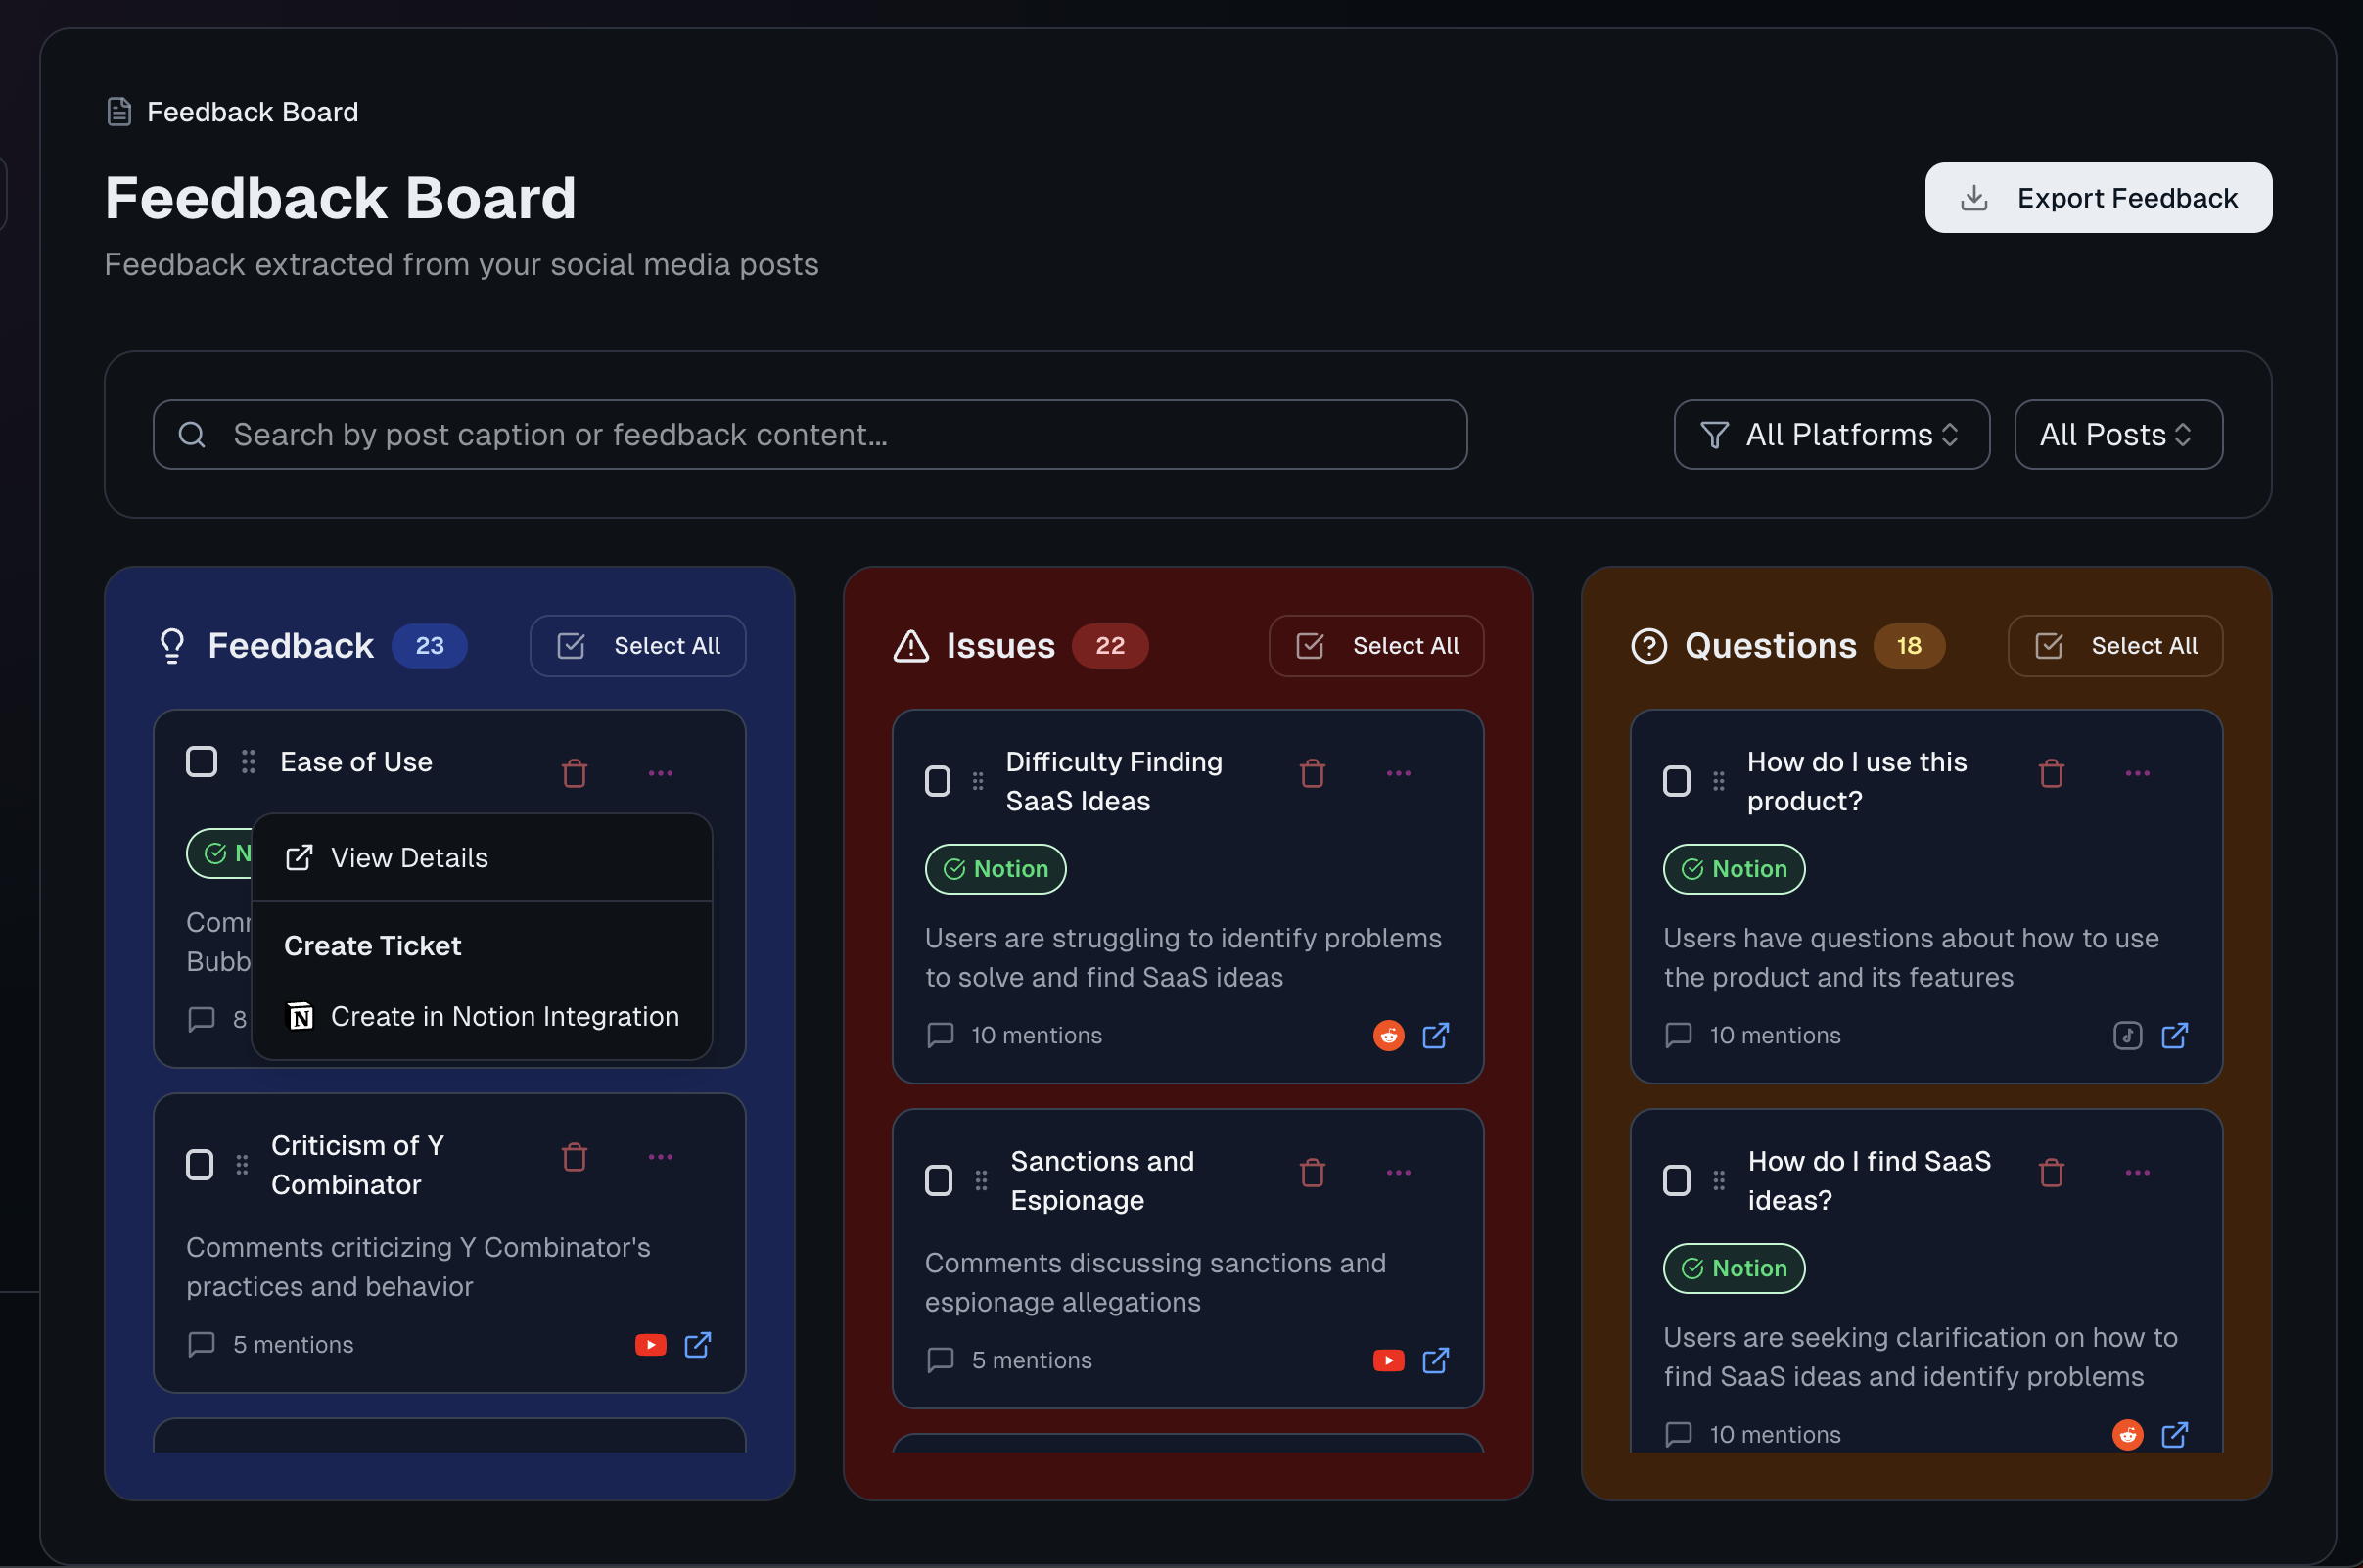 Feedback Board
Feedback Board
Export Feedback
Feedback extracted from your social media posts
Search by post caption or feedback content...
All Platforms
All Posts
Feedback 23 Select All
Ease of Use
View Details
Create Ticket
Create in Notion Integration
8
Criticism of Y
Combinator
Comments criticizing Y Combinator's
practices and behavior
5 mentions
Issues 22 Select All
Difficulty Finding
SaaS Ideas
Notion
Users are struggling to identify problems
to solve and find SaaS ideas
10 mentions
Sanctions and
Espionage
Comments discussing sanctions and
espionage allegations
5 mentions
Questions 18 Select All
How do I use this
product?
Notion
Users have questions about how to use
the product and its features
10 mentions
How do I find SaaS
ideas?
Notion
Users are seeking clarification on how to
find SaaS ideas and identify problems
10 mentions